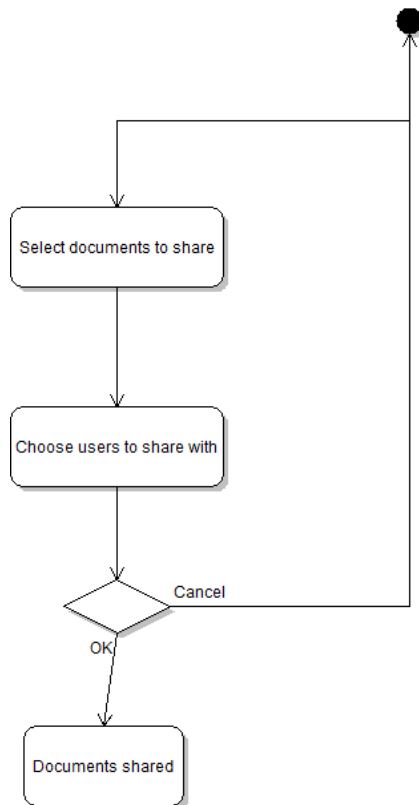 Select documents to share
Choose users to share with
Cancel
OK
Documents shared